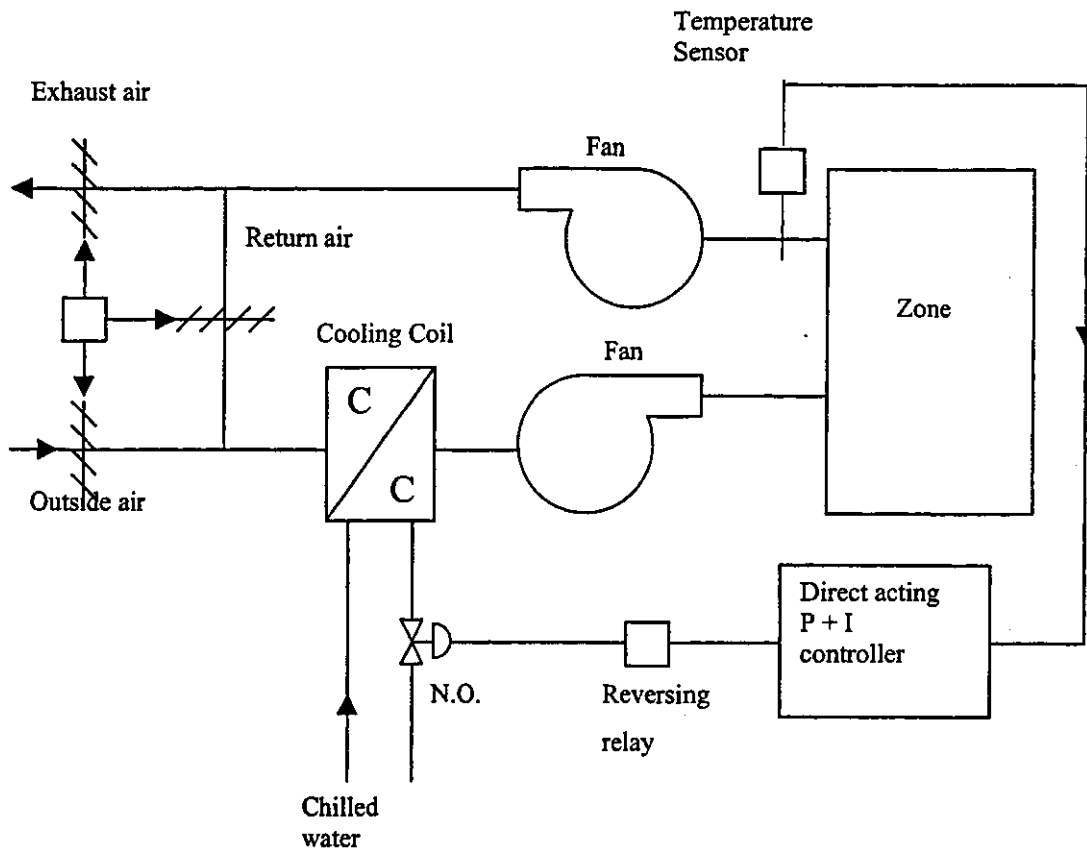 Temperature
Sensor
Exhaust air
Fan
Return air
Zone
Cooling Coil
Fan
C
C
Outside air
Direct acting
P + I
controller
N.O.
Reversing
relay
Chilled
water